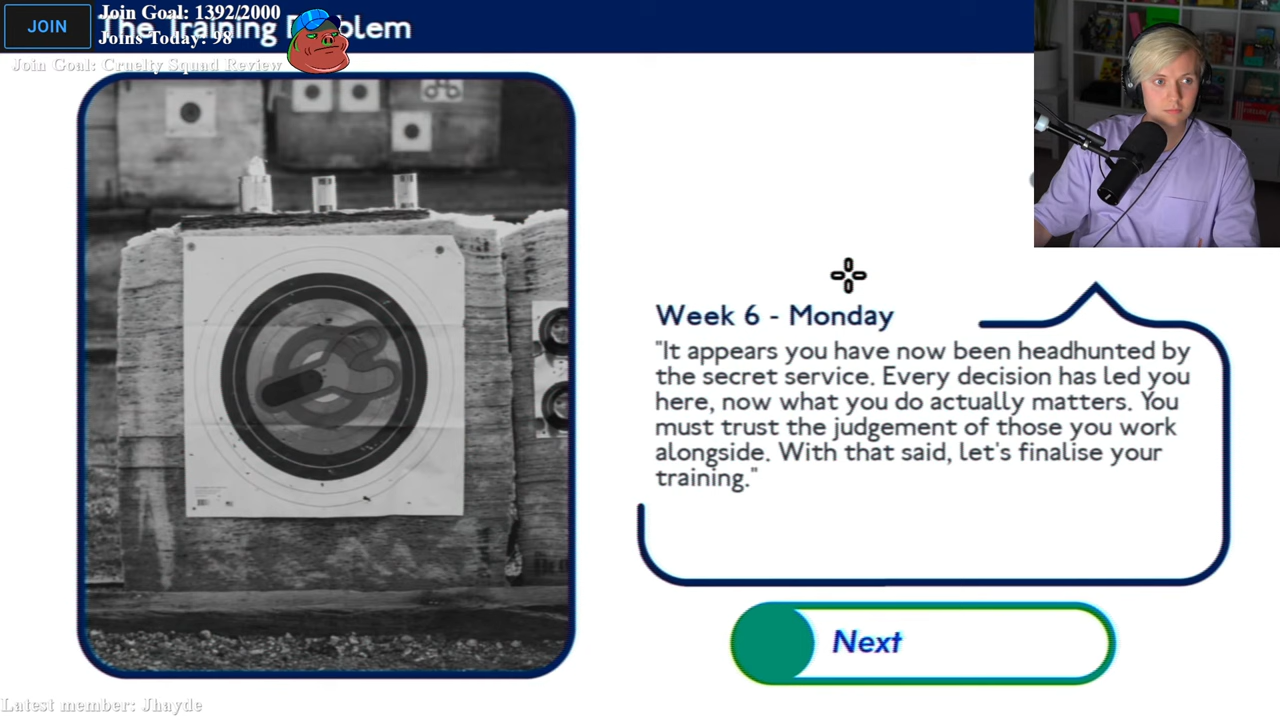 JOIN
Join Goal: 1392/2000
The Training Problem
Joins Today: 98
Join Goal: Cruelty Squad Review
Week 6 - Monday
"It appears you have now been headhunted by
the secret service. Every decision has led you
here, now what you do actually matters. You
must trust the judgement of those you work
alongside. With that said, let's finalise your
training."
Next
Latest member: Jhayde